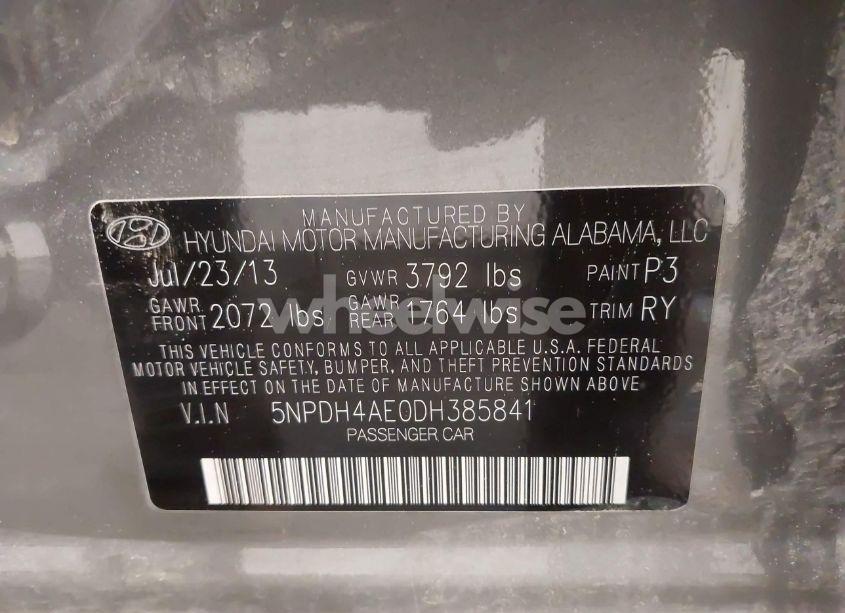 MANUFACTURED BY
HYUNDAI MOTOR MANUFACTURING ALABAMA, LLC
Jul/23/13 GVWR 3792 lbs PAINT P3
GAWR FRONT 2072 lbs GAWR REAR 1764 lbs TRIM RY
wheelwise
THIS VEHICLE CONFORMS TO ALL APPLICABLE U.S.A. FEDERAL
MOTOR VEHICLE SAFETY, BUMPER, AND THEFT PREVENTION STANDARDS
IN EFFECT ON THE DATE OF MANUFACTURE SHOWN ABOVE
V.I.N 5NPDH4AE0DH385841
PASSENGER CAR